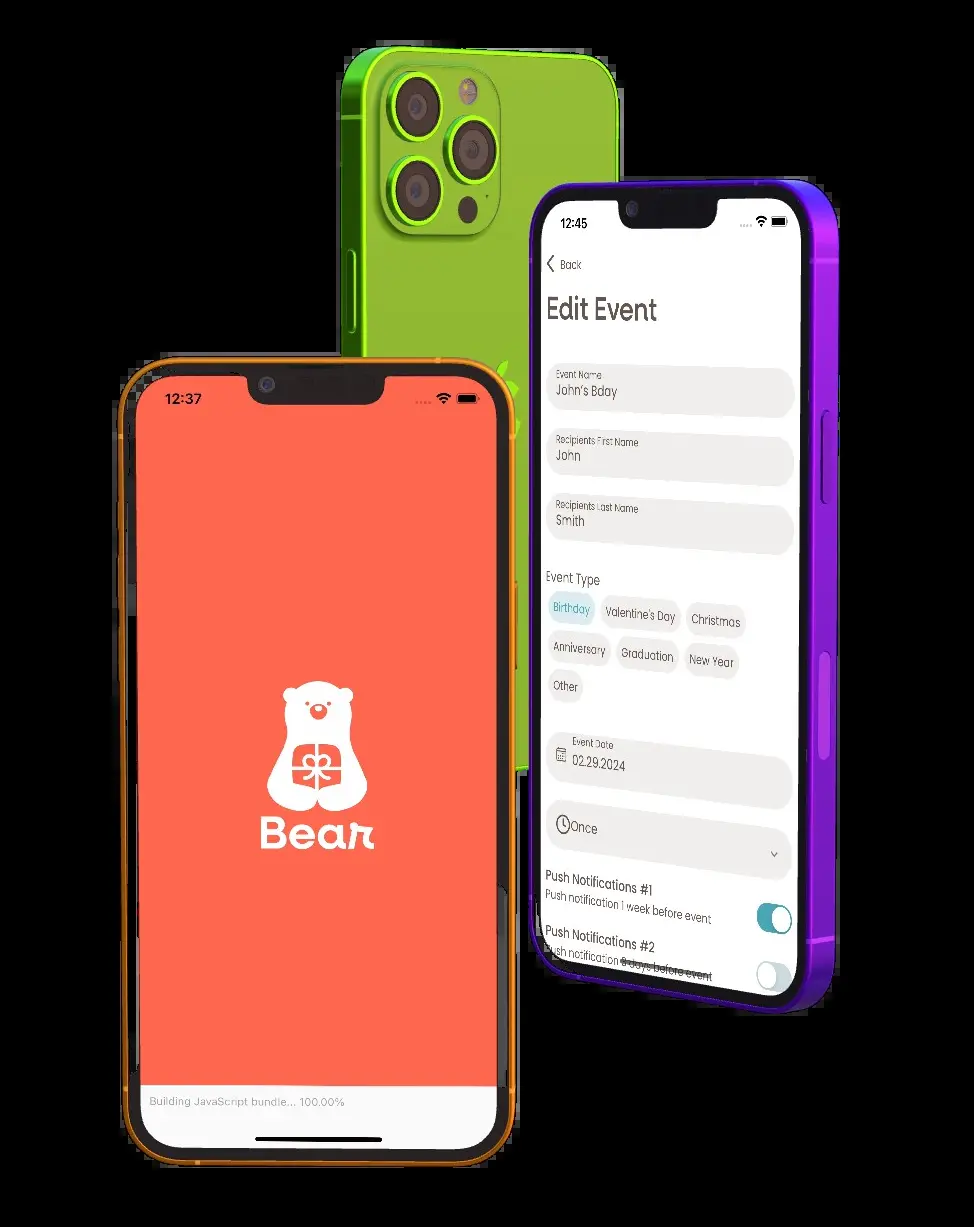 12:37
Bear
Building JavaScript bundle... 100.00%
12:45
Back
Edit Event
Event Name
John's Bday
Recipients First Name
John
Recipients Last Name
Smith
Event Type
Birthday Valentine's Day Christmas
Anniversary Graduation New Year
Other
Event Date
02.29.2024
Once
Push Notifications #1
Push notification 1 week before event
Push Notifications #2
Push notification days before event